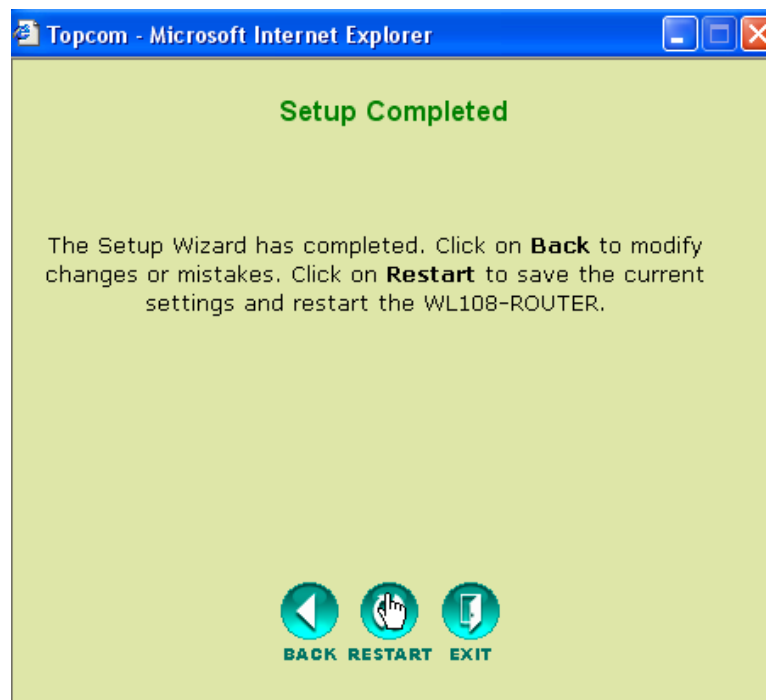 Topcom - Microsoft Internet Explorer
Setup Completed
The Setup Wizard has completed. Click on Back to modify
changes or mistakes. Click on Restart to save the current
settings and restart the WL108-ROUTER.
BACK RESTART EXIT